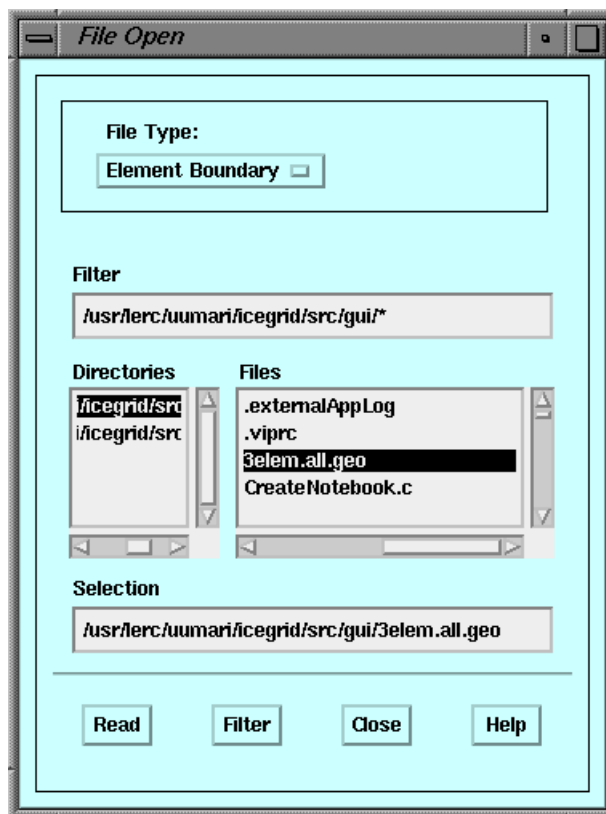 File Open
File Type:
Element Boundary
Filter
/usr/lerc/uumari/icegrid/src/gui/*
Directories Files
i/icegrid/src .externalAppLog
i/icegrid/src .viprc
3elem.all.geo
CreateNotebook.c
Selection
/usr/lerc/uumari/icegrid/src/gui/3elem.all.geo
Read Filter Close Help